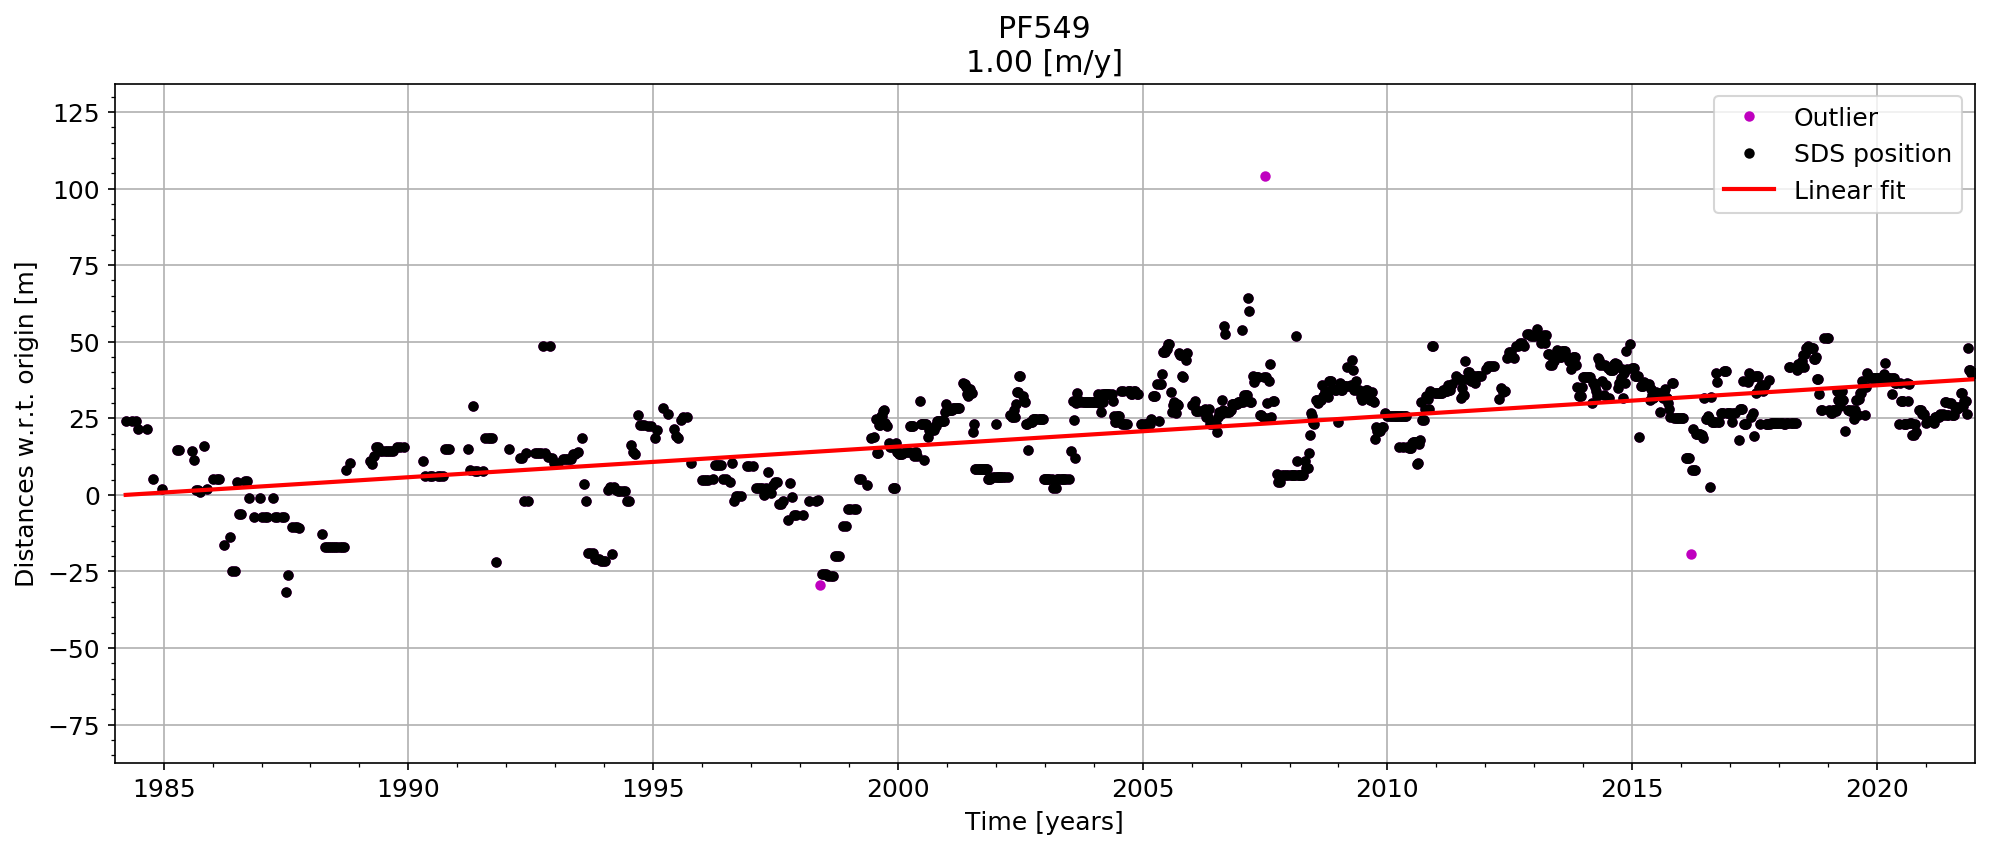 PF549
1.00 [m/y]
Outlier
SDS position
Linear fit
Distances w.r.t. origin [m]
125
100
75
50
25
0
−25
−50
−75
1985 1990 1995 2000 2005 2010 2015 2020
Time [years]